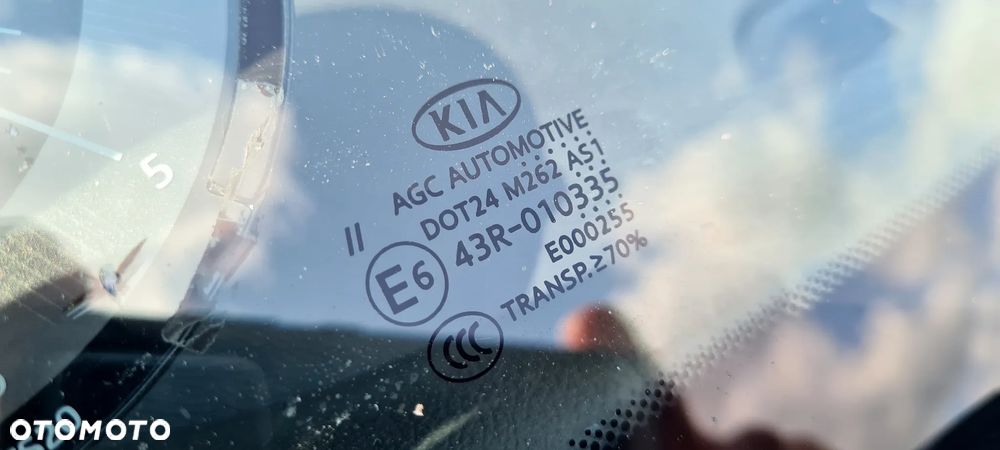 KIA
AGC AUTOMOTIVE
DOT24 M262 AS1
II
43R-010335
E6
E000255
TRANSP.≥70%
CCC
5
OTOMOTO